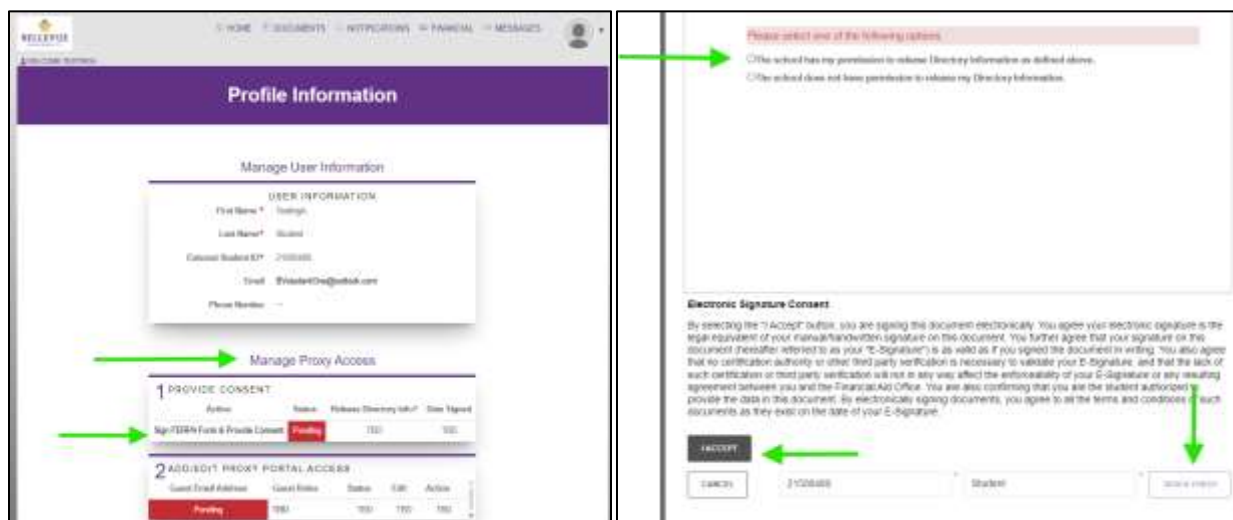 BELLEVUE
HOME DOCUMENTS NOTIFICATIONS FINANCIAL MESSAGES
Profile Information
Manage User Information
USER INFORMATION
First Name *
Last Name* Student
Student ID*
Email
Phone Number
Manage Proxy Access
1 PROVIDE CONSENT
Action Status Release Directory Info? Date Signed
Sign FERPA Form & Provide Consent Pending TBD TBD
2 ADD/EDIT PROXY PORTAL ACCESS
Guest Email Address Guest Roles Status Edit Action
Pending TBD TBD TBD TBD
Please select one of the following options.
The school has my permission to release Directory Information as defined above.
The school does not have permission to release my Directory Information.
Electronic Signature Consent
By selecting the "I Accept" button, you are signing this document electronically. You agree your electronic signature is the
legal equivalent of your manual/handwritten signature on this document. You further agree that your signature on this
document (hereafter referred to as your "E-Signature") is as valid as if you signed the document in writing. You also agree
that no certification authority or other third party verification is necessary to validate your E-Signature, and that the lack of
such certification or third party verification will not in any way affect the enforceability of your E-Signature or any resulting
agreement between you and the Financial Aid Office. You are also confirming that you are the student authorized to
provide the data in this document. By electronically signing documents, you agree to all the terms and conditions of such
documents as they exist on the date of your E-Signature.
I ACCEPT
CANCEL Student